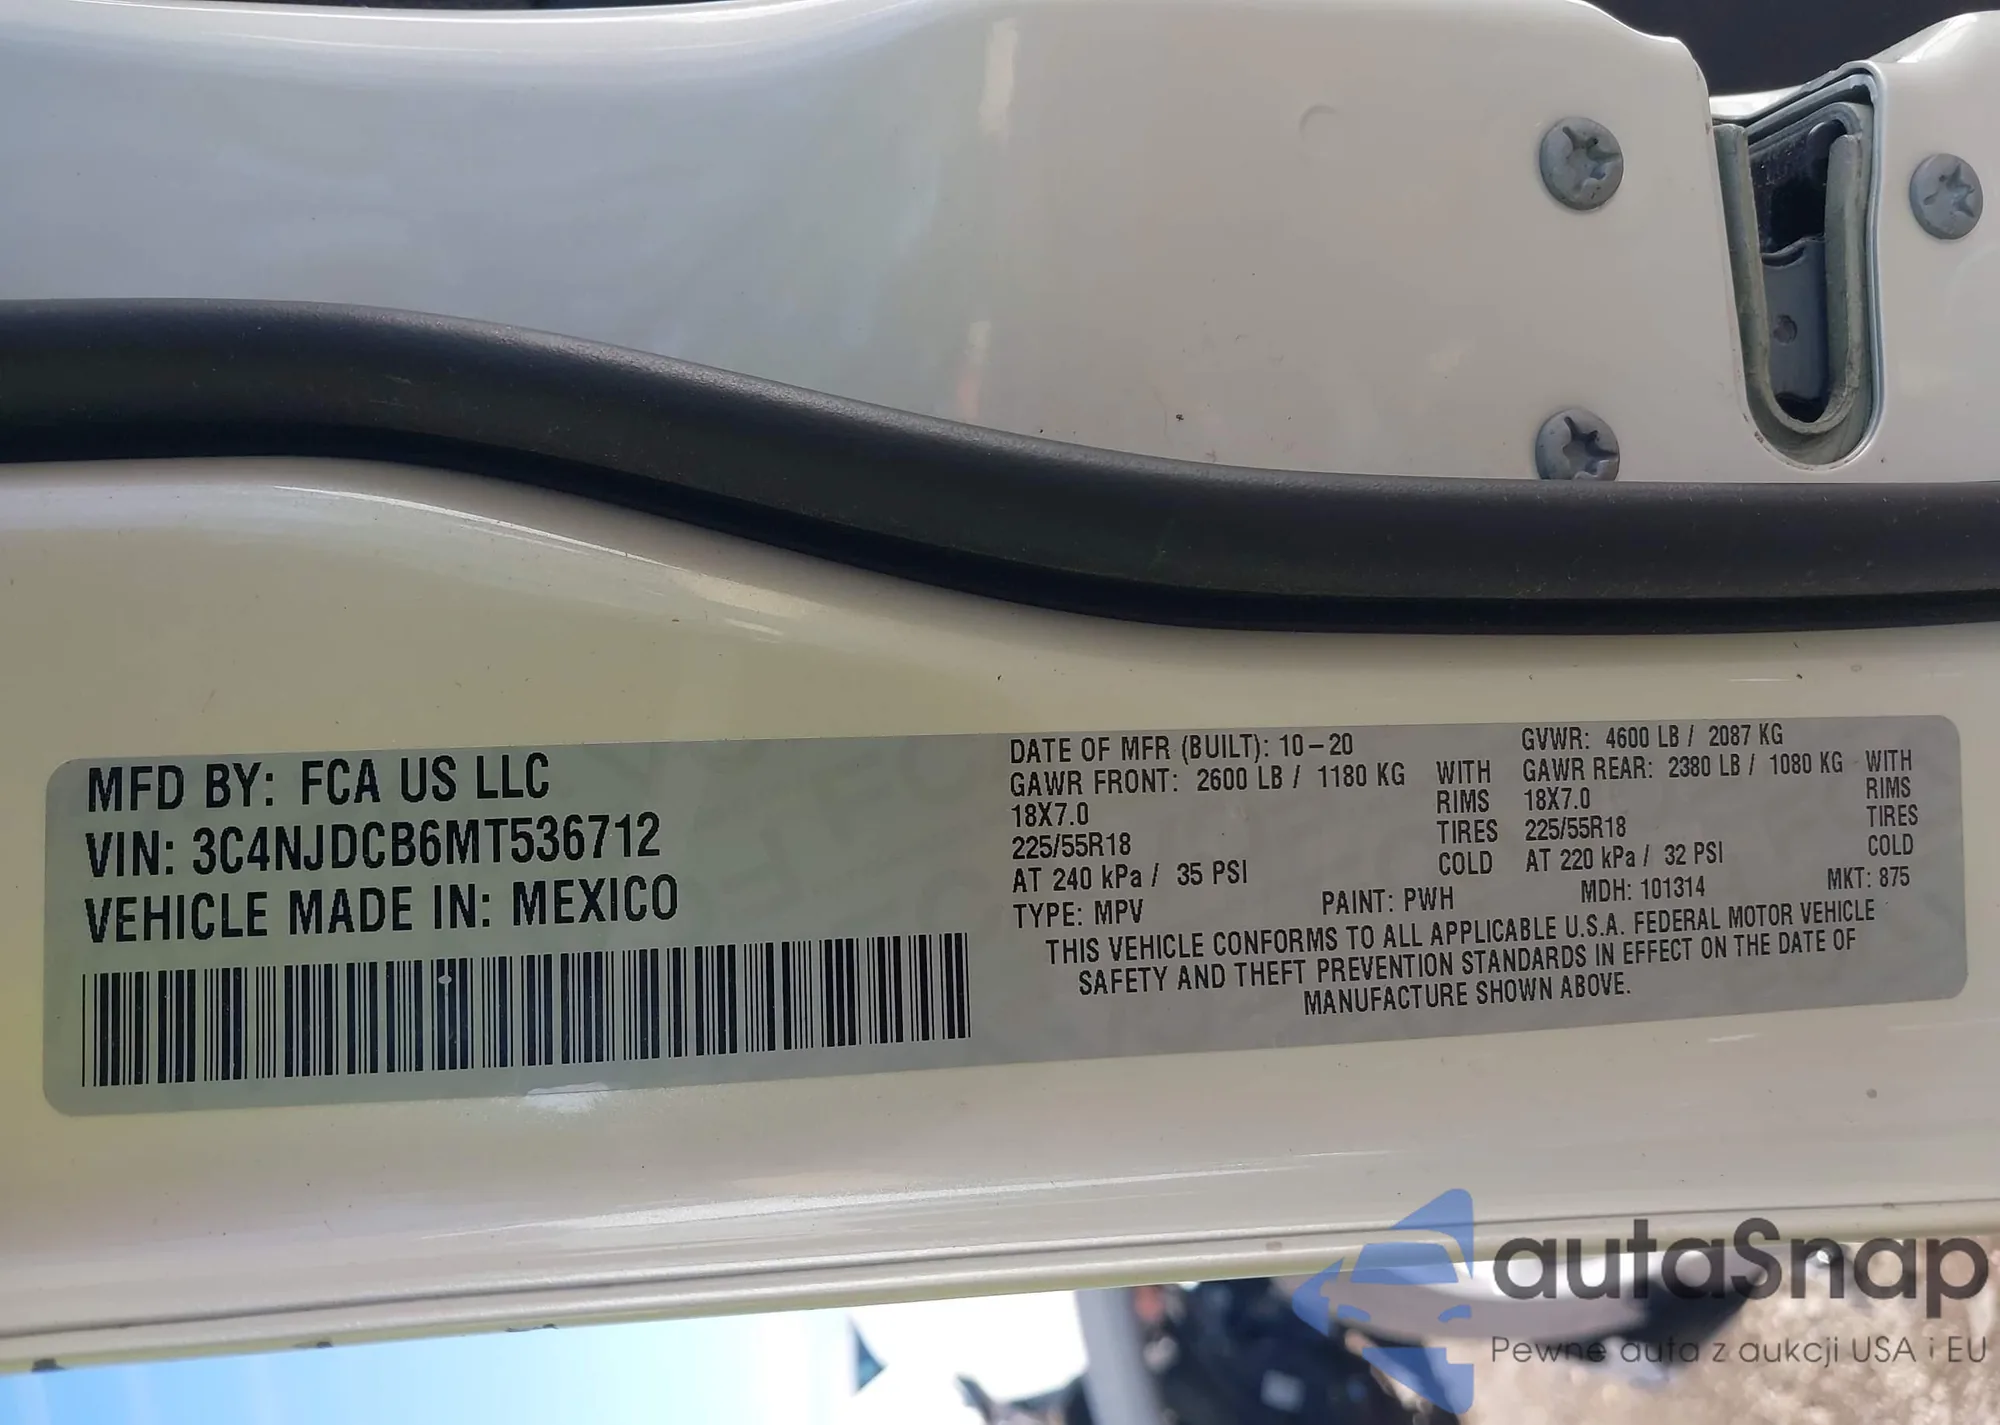 MFD BY: FCA US LLC
VIN: 3C4NJDCB6MT536712
VEHICLE MADE IN: MEXICO
DATE OF MFR (BUILT): 10-20
GVWR: 4600 LB / 2087 KG
GAWR FRONT: 2600 LB / 1180 KG WITH
18X7.0 RIMS
225/55R18 TIRES
AT 240 kPa / 35 PSI COLD
GAWR REAR: 2380 LB / 1080 KG WITH
18X7.0 RIMS
225/55R18 TIRES
AT 220 kPa / 32 PSI COLD
TYPE: MPV PAINT: PWH MDH: 101314 MKT: 875
THIS VEHICLE CONFORMS TO ALL APPLICABLE U.S.A. FEDERAL MOTOR VEHICLE
SAFETY AND THEFT PREVENTION STANDARDS IN EFFECT ON THE DATE OF
MANUFACTURE SHOWN ABOVE.
autaSnap
Pewne auta z aukcji USA i EU